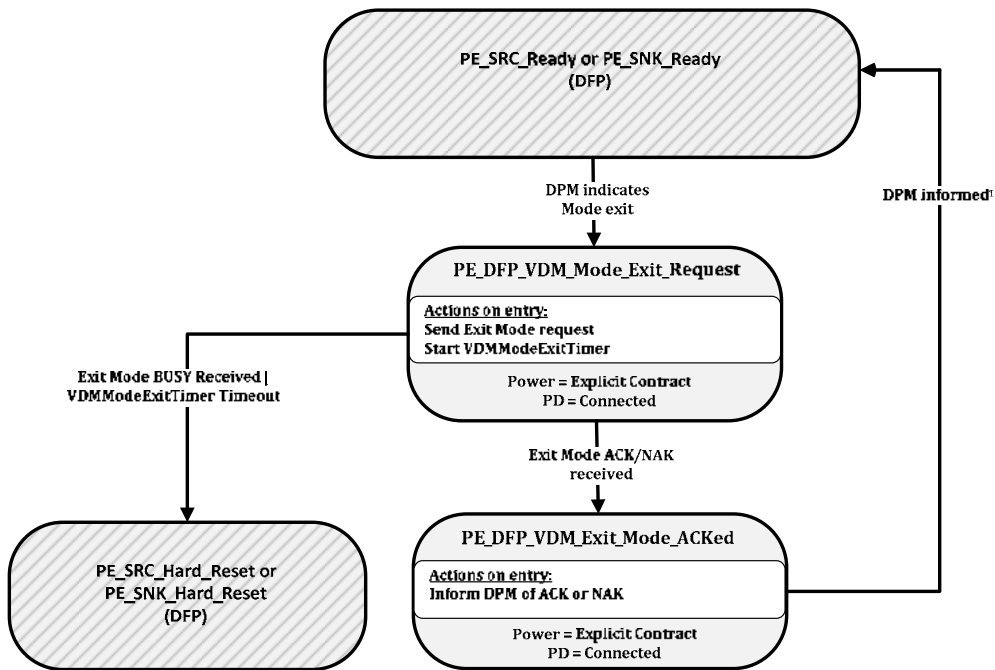 PE_SRC_Ready or PE_SNK_Ready
(DFP)
DPM indicates
Mode exit
DPM informed¹
PE_DFP_VDM_Mode_Exit_Request
Actions on entry:
Send Exit Mode request
Start VDMModeExitTimer
Power = Explicit Contract
PD = Connected
Exit Mode BUSY Received |
VDMModeExitTimer Timeout
Exit Mode ACK/NAK
received
PE_SRC_Hard_Reset or
PE_SNK_Hard_Reset
(DFP)
PE_DFP_VDM_Exit_Mode_ACKed
Actions on entry:
Inform DPM of ACK or NAK
Power = Explicit Contract
PD = Connected